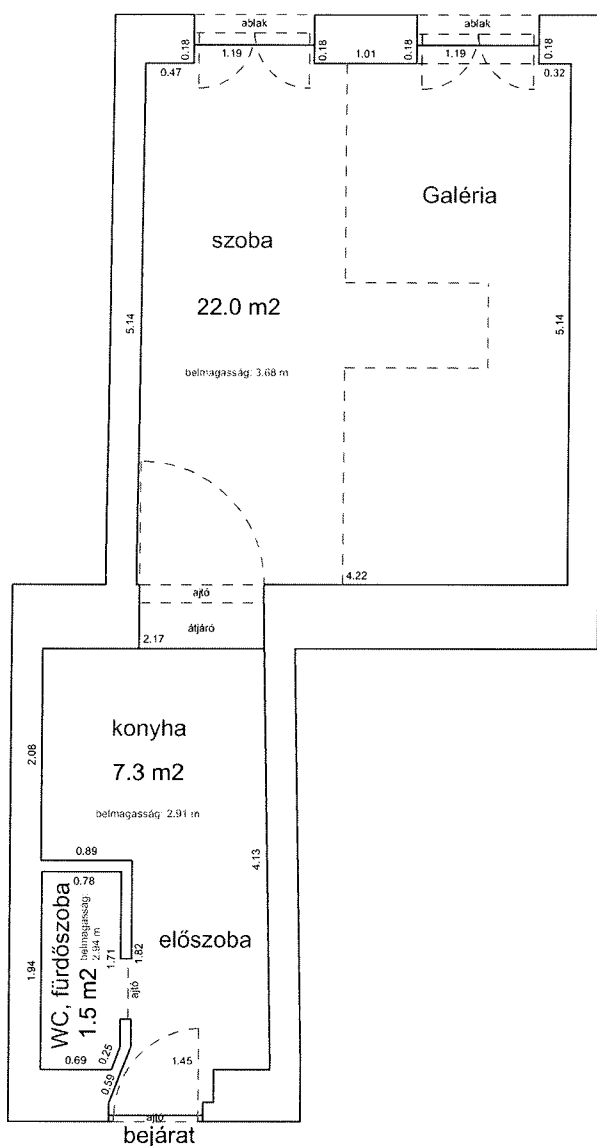 ablak
ablak
0.18
1.19
0.18
1.01
0.18
1.19
0.18
0.47
0.32
Galéria
szoba
22.0 m2
5.14
5.14
belmagasság: 3.68 m
4.22
ajtó
átjáró
2.17
konyha
7.3 m2
2.08
belmagasság: 2.91 m
0.89
4.13
0.78
WC, fürdőszoba
1.5 m2
belmagasság:
2.94 m
1.71
1.82
előszoba
1.94
ajtó
0.25
0.69
0.59
1.45
ajtó
bejárat